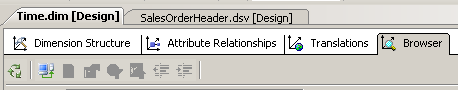 Time.dim [Design] SalesOrderHeader.dsv [Design]
Dimension Structure Attribute Relationships Translations Browser